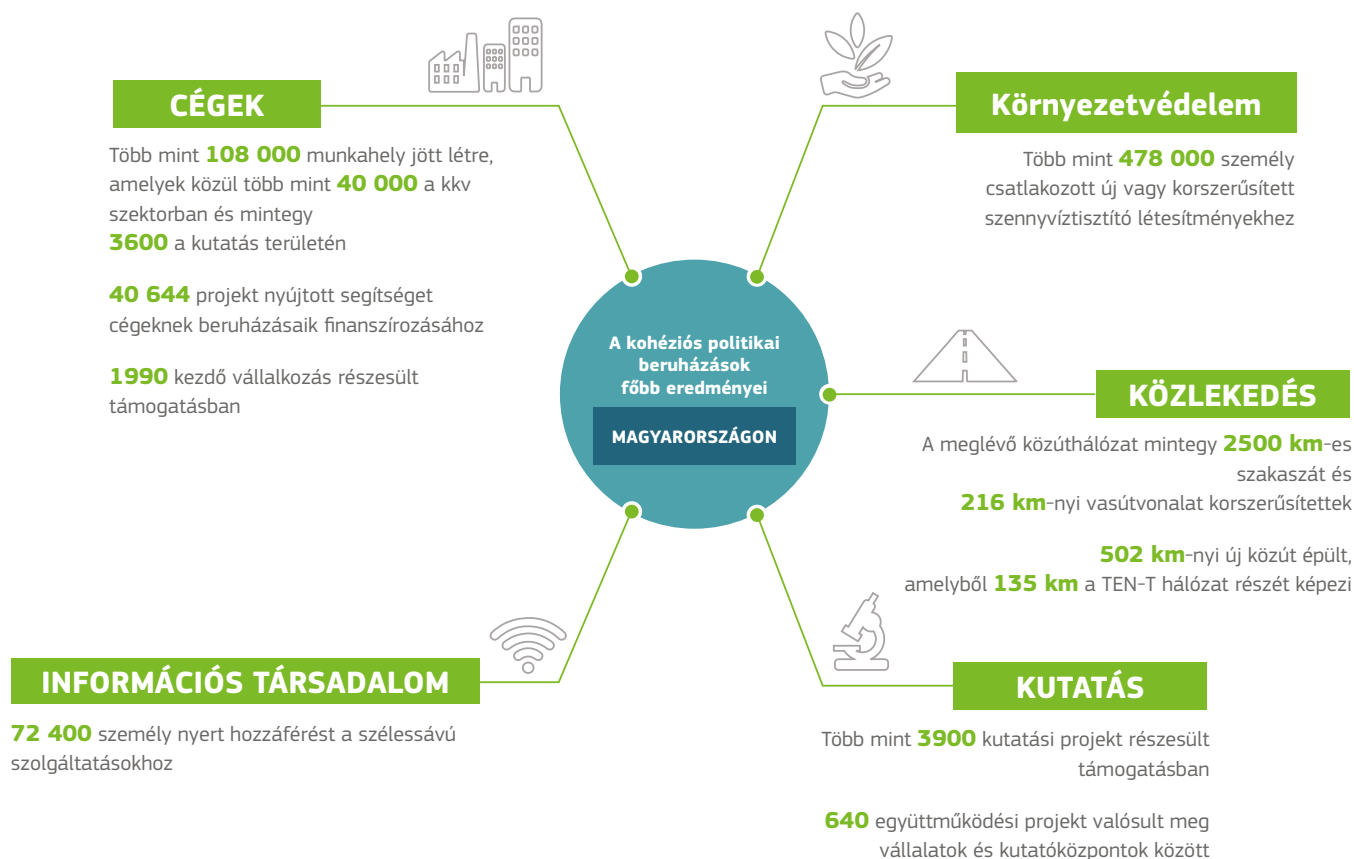 CÉGEK
Több mint 108 000 munkahely jött létre,
amelyek közül több mint 40 000 a kkv
szektorban és mintegy
3600 a kutatás területén
40 644 projekt nyújtott segítséget
cégeknek beruházásaik finanszírozásához
1990 kezdő vállalkozás részesült
támogatásban
Környezetvédelem
Több mint 478 000 személy
csatlakozott új vagy korszerűsített
szennyvíztisztító létesítményekhez
A kohéziós politikai
beruházások
főbb eredményei
MAGYARORSZÁGON
KÖZLEKEDÉS
A meglévő közúthálózat mintegy 2500 km-es
szakaszát és
216 km-nyi vasútvonalat korszerűsítettek
502 km-nyi új közút épült,
amelyből 135 km a TEN-T hálózat részét képezi
INFORMÁCIÓS TÁRSADALOM
72 400 személy nyert hozzáférést a szélessávú
szolgáltatásokhoz
KUTATÁS
Több mint 3900 kutatási projekt részesült
támogatásban
640 együttműködési projekt valósult meg
vállalatok és kutatóközpontok között